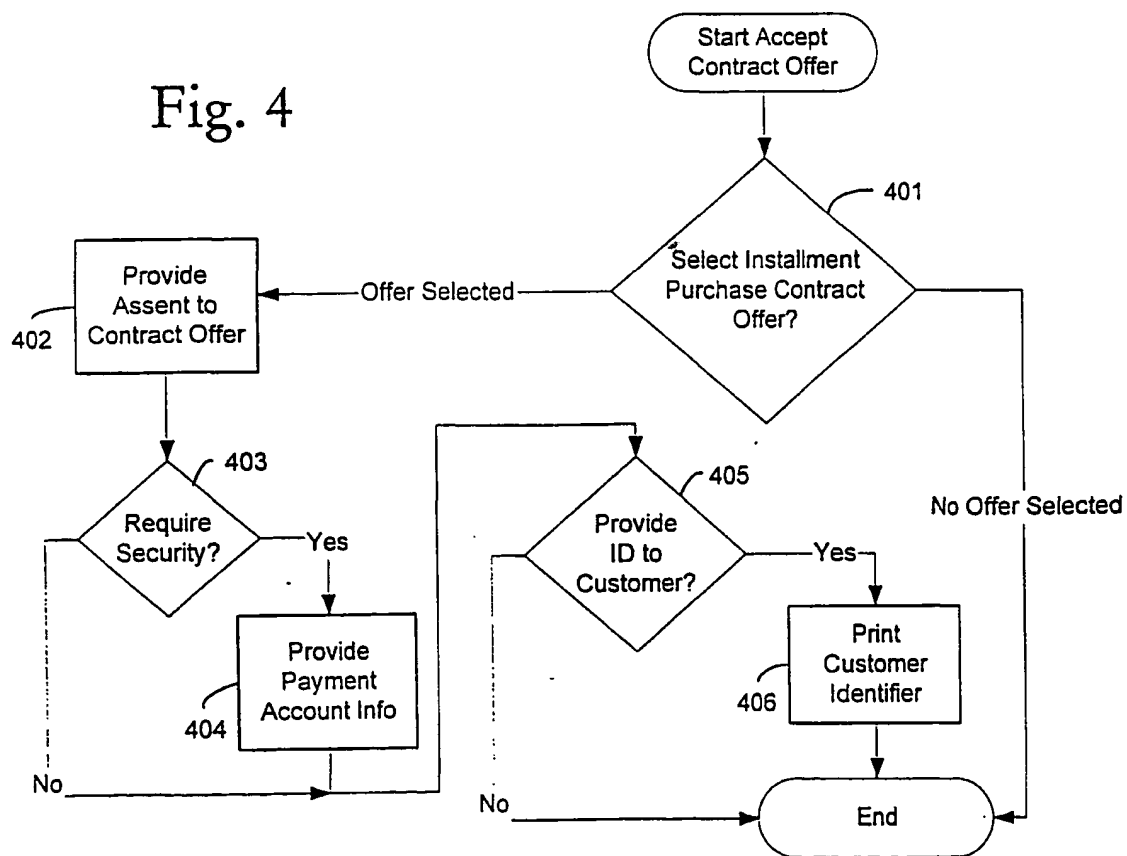 Fig. 4
Start Accept
Contract Offer
401
Select Installment
Purchase Contract
Offer?
Offer Selected
No Offer Selected
Provide
Assent to
Contract Offer
402
403
Require
Security?
Yes
No
Provide
Payment
Account Info
404
405
Provide
ID to
Customer?
Yes
No
Print
Customer
Identifier
406
End